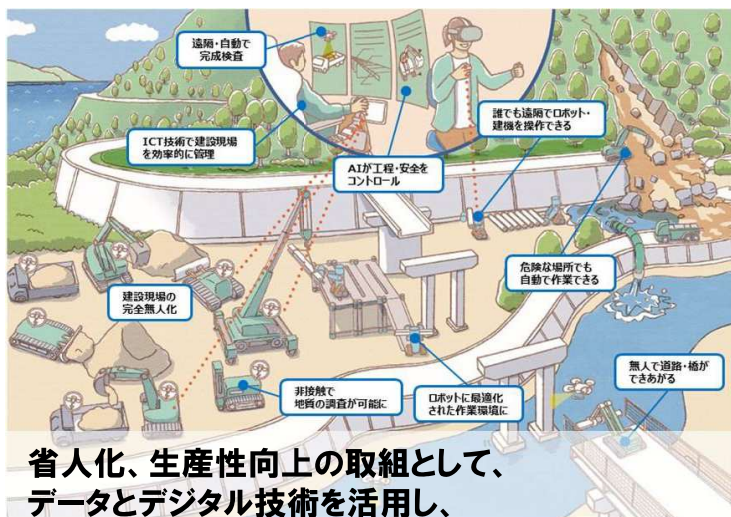 遠隔・自動で
完成検査
ICT技術で建設現場
を効率的に管理
AIが工程・安全を
コントロール
誰でも遠隔でロボット・
建機を操作できる
危険な場所でも
自動で作業できる
建設現場の
完全無人化
非接触で
地質の調査が可能に
ロボットに最適化
された作業環境に
無人で道路・橋が
できあがる
省人化、生産性向上の取組として、
データとデジタル技術を活用し、